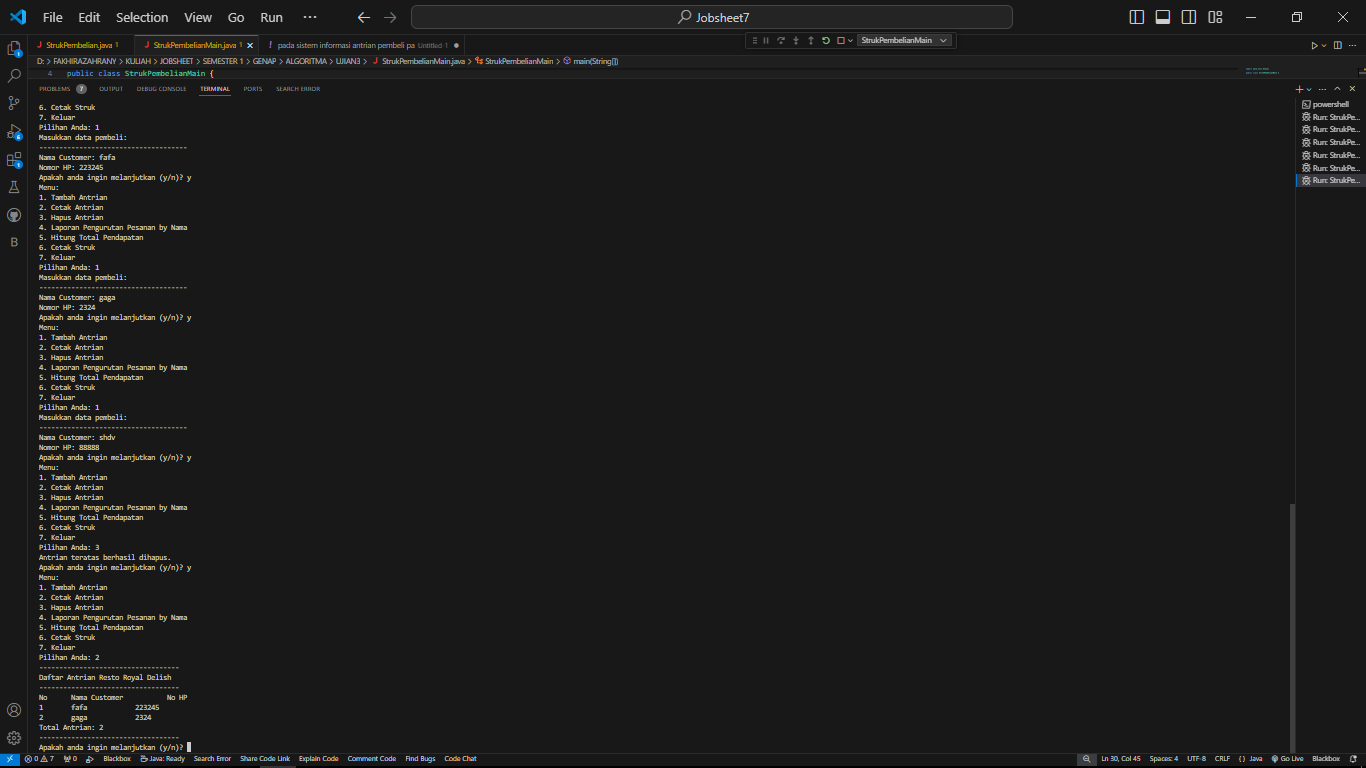 File Edit Selection View Go Run ··· Jobsheet7
StrukPembelian.java 1 StrukPembelianMain.java 1 pada sistem informasi antrian pembeli pa Untitled-1 StrukPembelianMain
D: > FAKHIRAZAHRANY > KULIAH > JOBSHEET > SEMESTER 1 > GENAP > ALGORITMA > UJIAN3 > StrukPembelianMain.java > StrukPembelianMain > main(String[])
4 public class StrukPembelianMain {
PROBLEMS 7 OUTPUT DEBUG CONSOLE TERMINAL PORTS SEARCH ERROR
6. Cetak Struk
7. Keluar
Pilihan Anda: 1
Masukkan data pembeli:
-------------------------------------
Nama Customer: fafa
Nomor HP: 223245
Apakah anda ingin melanjutkan (y/n)? y
Menu:
1. Tambah Antrian
2. Cetak Antrian
3. Hapus Antrian
4. Laporan Pengurutan Pesanan by Nama
5. Hitung Total Pendapatan
6. Cetak Struk
7. Keluar
Pilihan Anda: 1
Masukkan data pembeli:
-------------------------------------
Nama Customer: gaga
Nomor HP: 2324
Apakah anda ingin melanjutkan (y/n)? y
Menu:
1. Tambah Antrian
2. Cetak Antrian
3. Hapus Antrian
4. Laporan Pengurutan Pesanan by Nama
5. Hitung Total Pendapatan
6. Cetak Struk
7. Keluar
Pilihan Anda: 1
Masukkan data pembeli:
-------------------------------------
Nama Customer: shdv
Nomor HP: 88888
Apakah anda ingin melanjutkan (y/n)? y
Menu:
1. Tambah Antrian
2. Cetak Antrian
3. Hapus Antrian
4. Laporan Pengurutan Pesanan by Nama
5. Hitung Total Pendapatan
6. Cetak Struk
7. Keluar
Pilihan Anda: 3
Antrian teratas berhasil dihapus.
Apakah anda ingin melanjutkan (y/n)? y
Menu:
1. Tambah Antrian
2. Cetak Antrian
3. Hapus Antrian
4. Laporan Pengurutan Pesanan by Nama
5. Hitung Total Pendapatan
6. Cetak Struk
7. Keluar
Pilihan Anda: 2
-----------------------------------
Daftar Antrian Resto Royal Delish
-----------------------------------
No Nama Customer No HP
1 fafa 223245
2 gaga 2324
Total Antrian: 2
-----------------------------------
Apakah anda ingin melanjutkan (y/n)?
powershell
Run: StrukPe...
Run: StrukPe...
Run: StrukPe...
Run: StrukPe...
Run: StrukPe...
Run: StrukPe...
0 7 0 Blackbox Java: Ready Search Error Share Code Link Explain Code Comment Code Find Bugs Code Chat Ln 30, Col 45 Spaces: 4 UTF-8 CRLF {} Java Go Live Blackbox